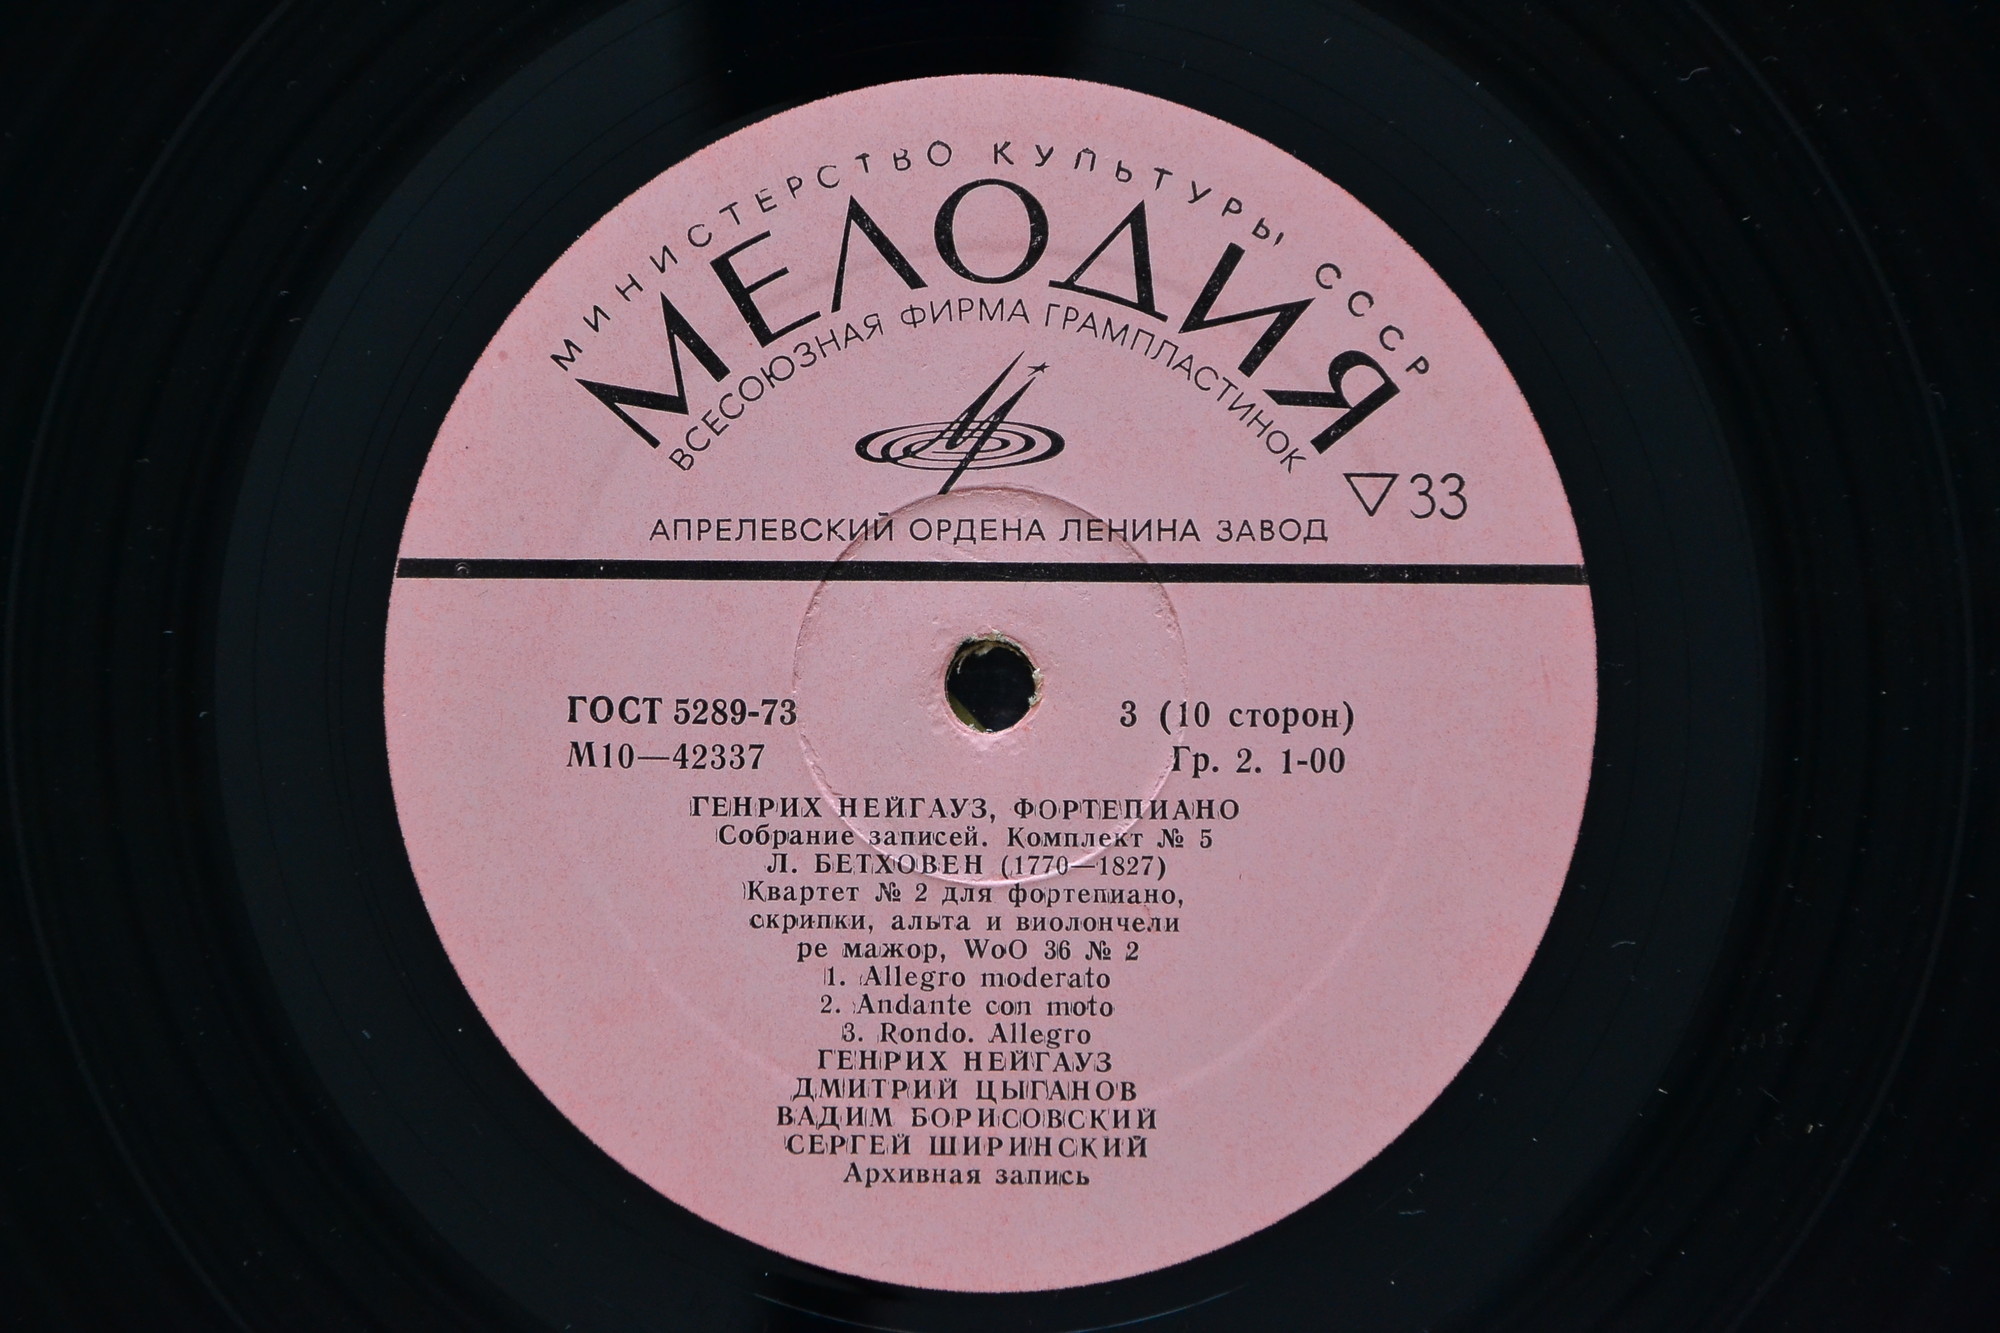 МИНИСТЕРСТВО КУЛЬТУРЫ СССР
МЕЛОДИЯ
ВСЕСОЮЗНАЯ ФИРМА ГРАМПЛАСТИНОК
33
АПРЕЛЕВСКИЙ ОРДЕНА ЛЕНИНА ЗАВОД
ГОСТ 5289-73
3 (10 сторон)
М10—42337
Гр. 2. 1-00
ГЕНРИХ НЕЙГАУЗ, ФОРТЕПИАНО
Собрание записей. Комплект № 5
Л. БЕТХОВЕН (1770—1827)
Квартет № 2 для фортепиано,
скрипки, альта и виолончели
ре мажор, WoO 36 № 2
1. Allegro moderato
2. Andante con moto
3. Rondo. Allegro
ГЕНРИХ НЕЙГАУЗ
ДМИТРИЙ ЦЫГАНОВ
ВАДИМ БОРИСОВСКИЙ
СЕРГЕЙ ШИРИНСКИЙ
Архивная запись